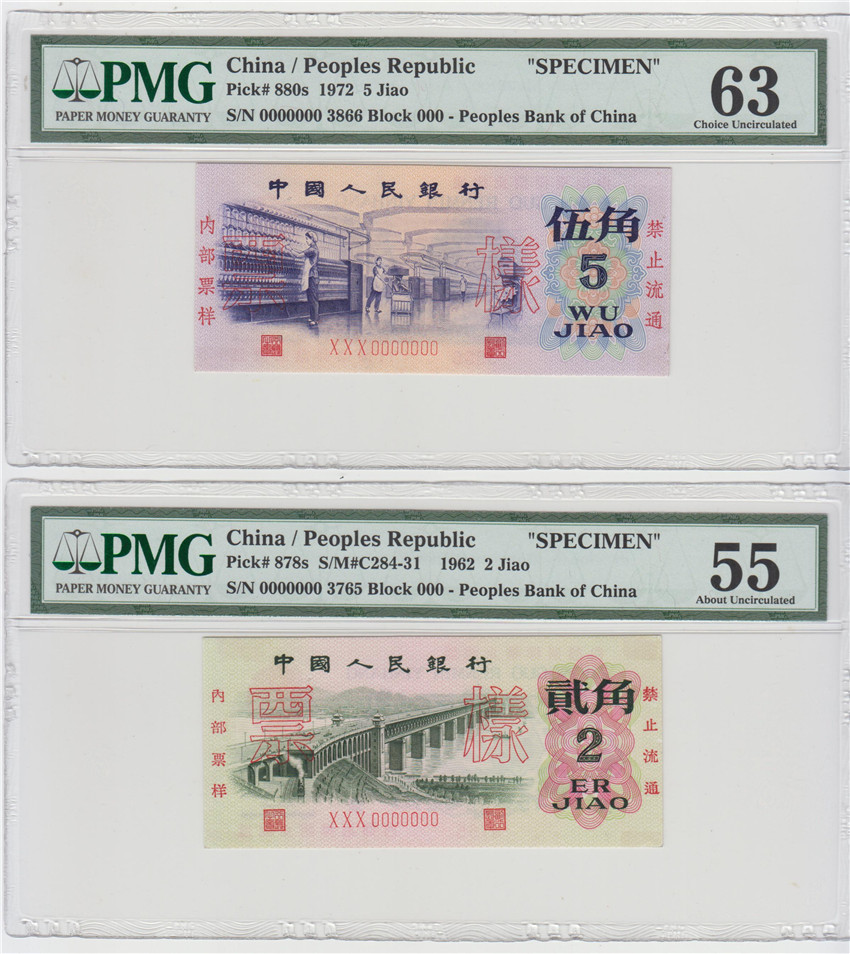 PMG
PAPER MONEY GUARANTY
China / Peoples Republic "SPECIMEN"
Pick# 880s 1972 5 Jiao
S/N 0000000 3866 Block 000 - Peoples Bank of China
63
Choice Uncirculated
中國人民銀行
内部票样
票樣
伍角
5
WU
JIAO
禁止流通
XXX0000000
PMG
PAPER MONEY GUARANTY
China / Peoples Republic "SPECIMEN"
Pick# 878s S/M#C284-31 1962 2 Jiao
S/N 0000000 3765 Block 000 - Peoples Bank of China
55
About Uncirculated
中國人民銀行
内部票样
票樣
貳角
2
ER
JIAO
禁止流通
XXX0000000